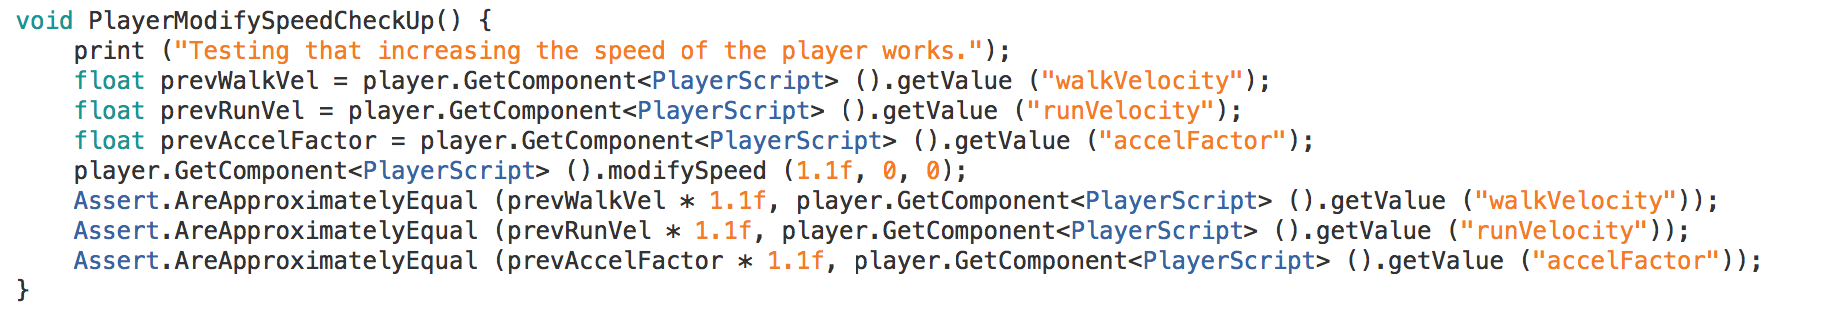 void PlayerModifySpeedCheckUp() {
    print ("Testing that increasing the speed of the player works.");
    float prevWalkVel = player.GetComponent<PlayerScript> ().getValue ("walkVelocity");
    float prevRunVel = player.GetComponent<PlayerScript> ().getValue ("runVelocity");
    float prevAccelFactor = player.GetComponent<PlayerScript> ().getValue ("accelFactor");
    player.GetComponent<PlayerScript> ().modifySpeed (1.1f, 0, 0);
    Assert.AreApproximatelyEqual (prevWalkVel * 1.1f, player.GetComponent<PlayerScript> ().getValue ("walkVelocity"));
    Assert.AreApproximatelyEqual (prevRunVel * 1.1f, player.GetComponent<PlayerScript> ().getValue ("runVelocity"));
    Assert.AreApproximatelyEqual (prevAccelFactor * 1.1f, player.GetComponent<PlayerScript> ().getValue ("accelFactor"));
}